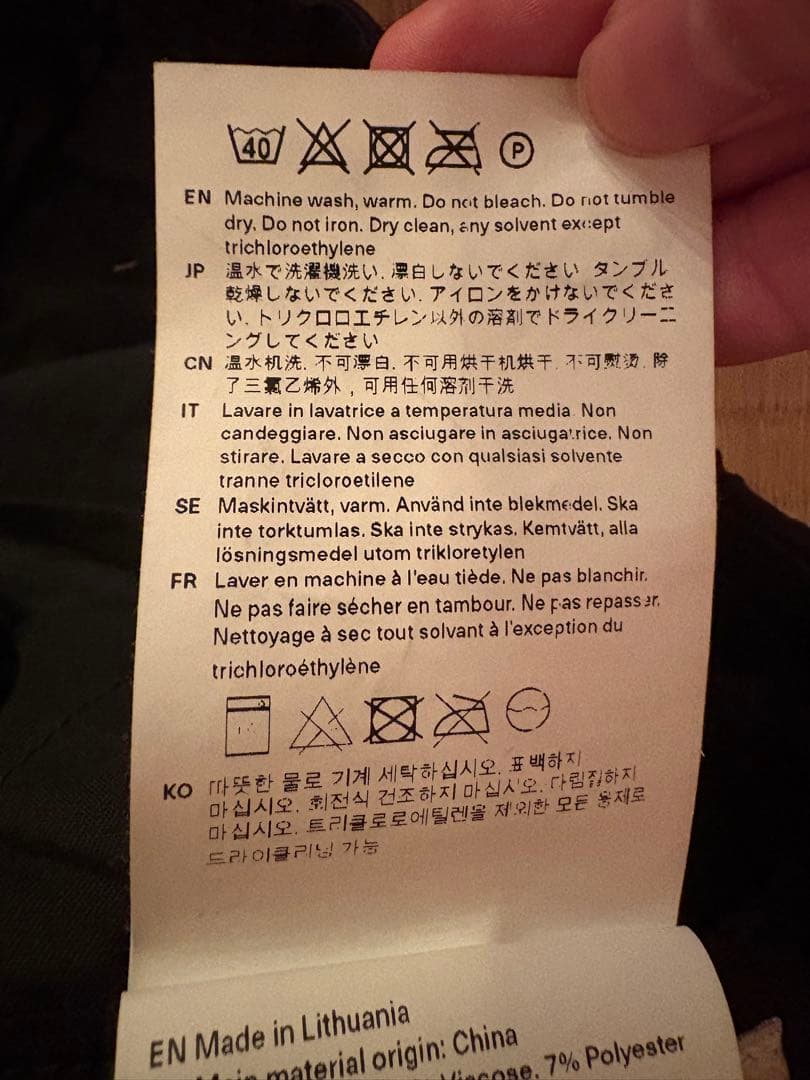 40 P
EN Machine wash, warm. Do not bleach. Do not tumble
dry. Do not iron. Dry clean, any solvent except
trichloroethylene
JP 温水で洗濯機洗い. 漂白しないでください タンブル
乾燥しないでください. アイロンをかけないでくださ
い. トリクロロエチレン以外の溶剤でドライクリーニ
ングしてください
CN 温水机洗. 不可漂白. 不可用烘干机烘干. 不可熨烫. 除
了三氯乙烯外，可用任何溶剂干洗
IT Lavare in lavatrice a temperatura media. Non
candeggiare. Non asciugare in asciugatrice. Non
stirare. Lavare a secco con qualsiasi solvente
tranne tricloroetilene
SE Maskintvätt, varm. Använd inte blekmedel. Ska
inte torktumlas. Ska inte strykas. Kemtvätt, alla
lösningsmedel utom trikloretylen
FR Laver en machine à l'eau tiède. Ne pas blanchir.
Ne pas faire sécher en tambour. Ne pas repasser.
Nettoyage à sec tout solvant à l'exception du
trichloroéthylène
KO 따뜻한 물로 기계 세탁하십시오. 표백하지
마십시오. 회전식 건조하지 마십시오. 다림질하지
마십시오. 트리클로로에틸렌을 제외한 모든 용제로
드라이클리닝 가능
EN Made in Lithuania
Main material origin: China
Viscose, 7% Polyester